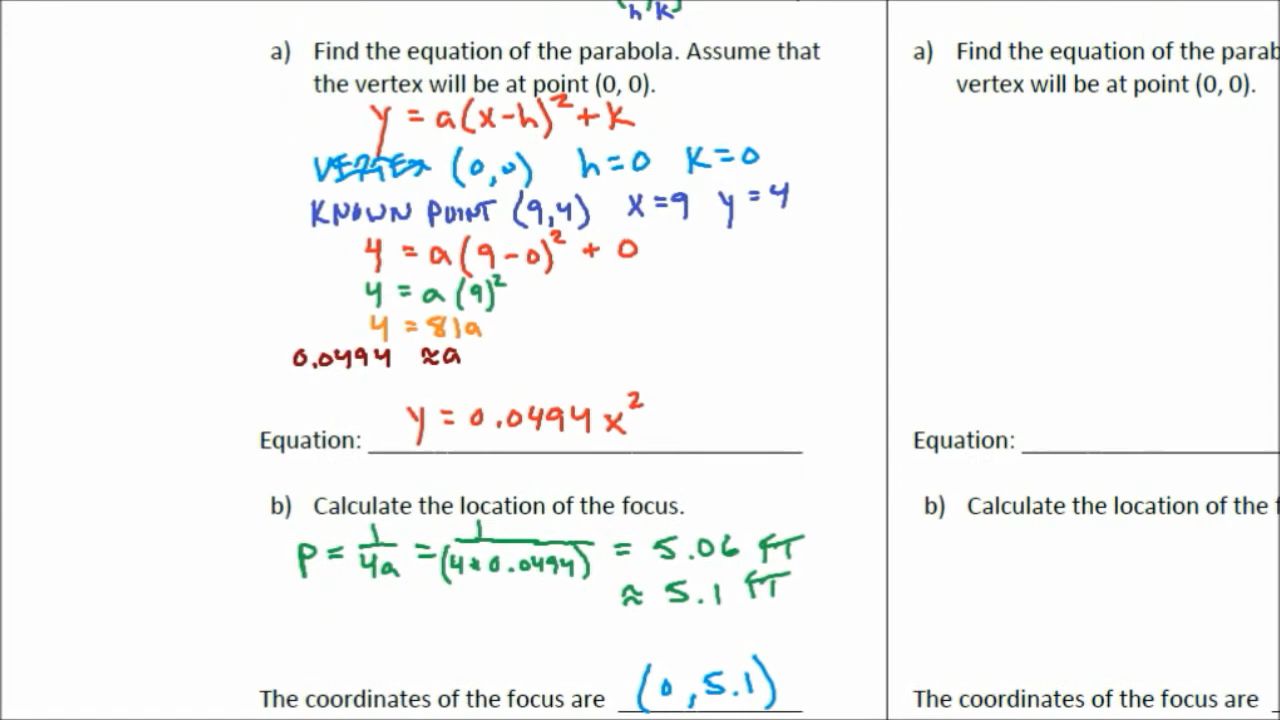 (h, k)
a) Find the equation of the parabola. Assume that
the vertex will be at point (0, 0).
y = a(x-h)² + k
VERTEX (0,0) h=0 k=0
KNOWN POINT (9,4) x=9 y=4
4 = a(9-0)² + 0
4 = a(9)²
4 = 81a
0.0494 ≈ a
y = 0.0494x²
Equation:
b) Calculate the location of the focus.
P = 1/4a = 1/(4*0.0494) = 5.06 FT
≈ 5.1 FT
The coordinates of the focus are (0, 5.1)
a) Find the equation of the
vertex will be at point (0, 0).
Equation:
b) Calculate the location of the
The coordinates of the focus are